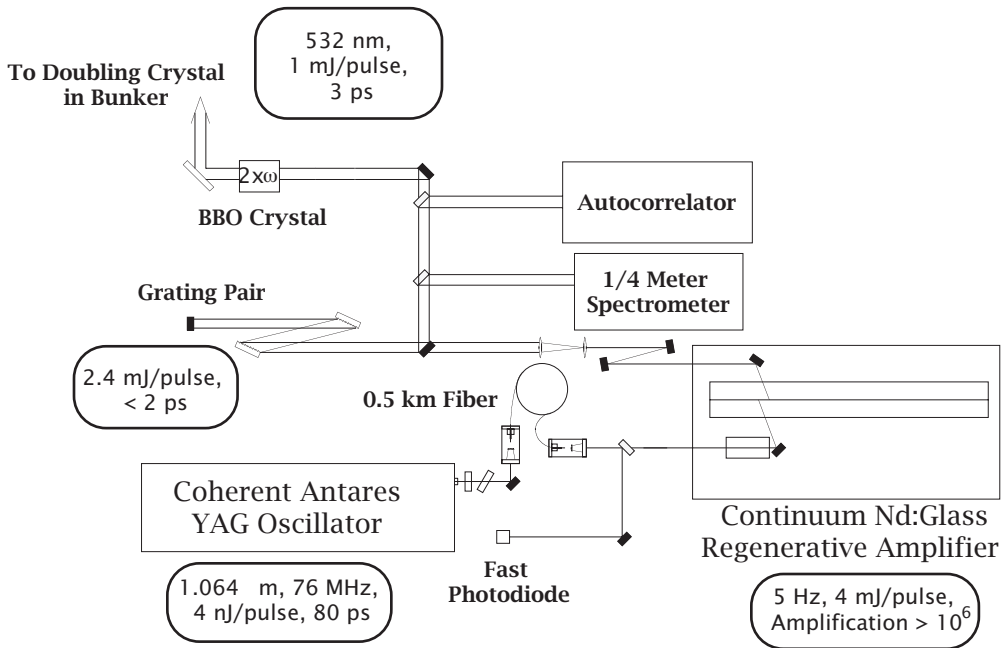 532 nm,
1 mJ/pulse,
3 ps
To Doubling Crystal
in Bunker
2xω
BBO Crystal
Autocorrelator
1/4 Meter
Spectrometer
Grating Pair
2.4 mJ/pulse,
< 2 ps
0.5 km Fiber
Coherent Antares
YAG Oscillator
Continuum Nd:Glass
Regenerative Amplifier
Fast
Photodiode
1.064 m, 76 MHz,
4 nJ/pulse, 80 ps
5 Hz, 4 mJ/pulse,
Amplification > 10⁶